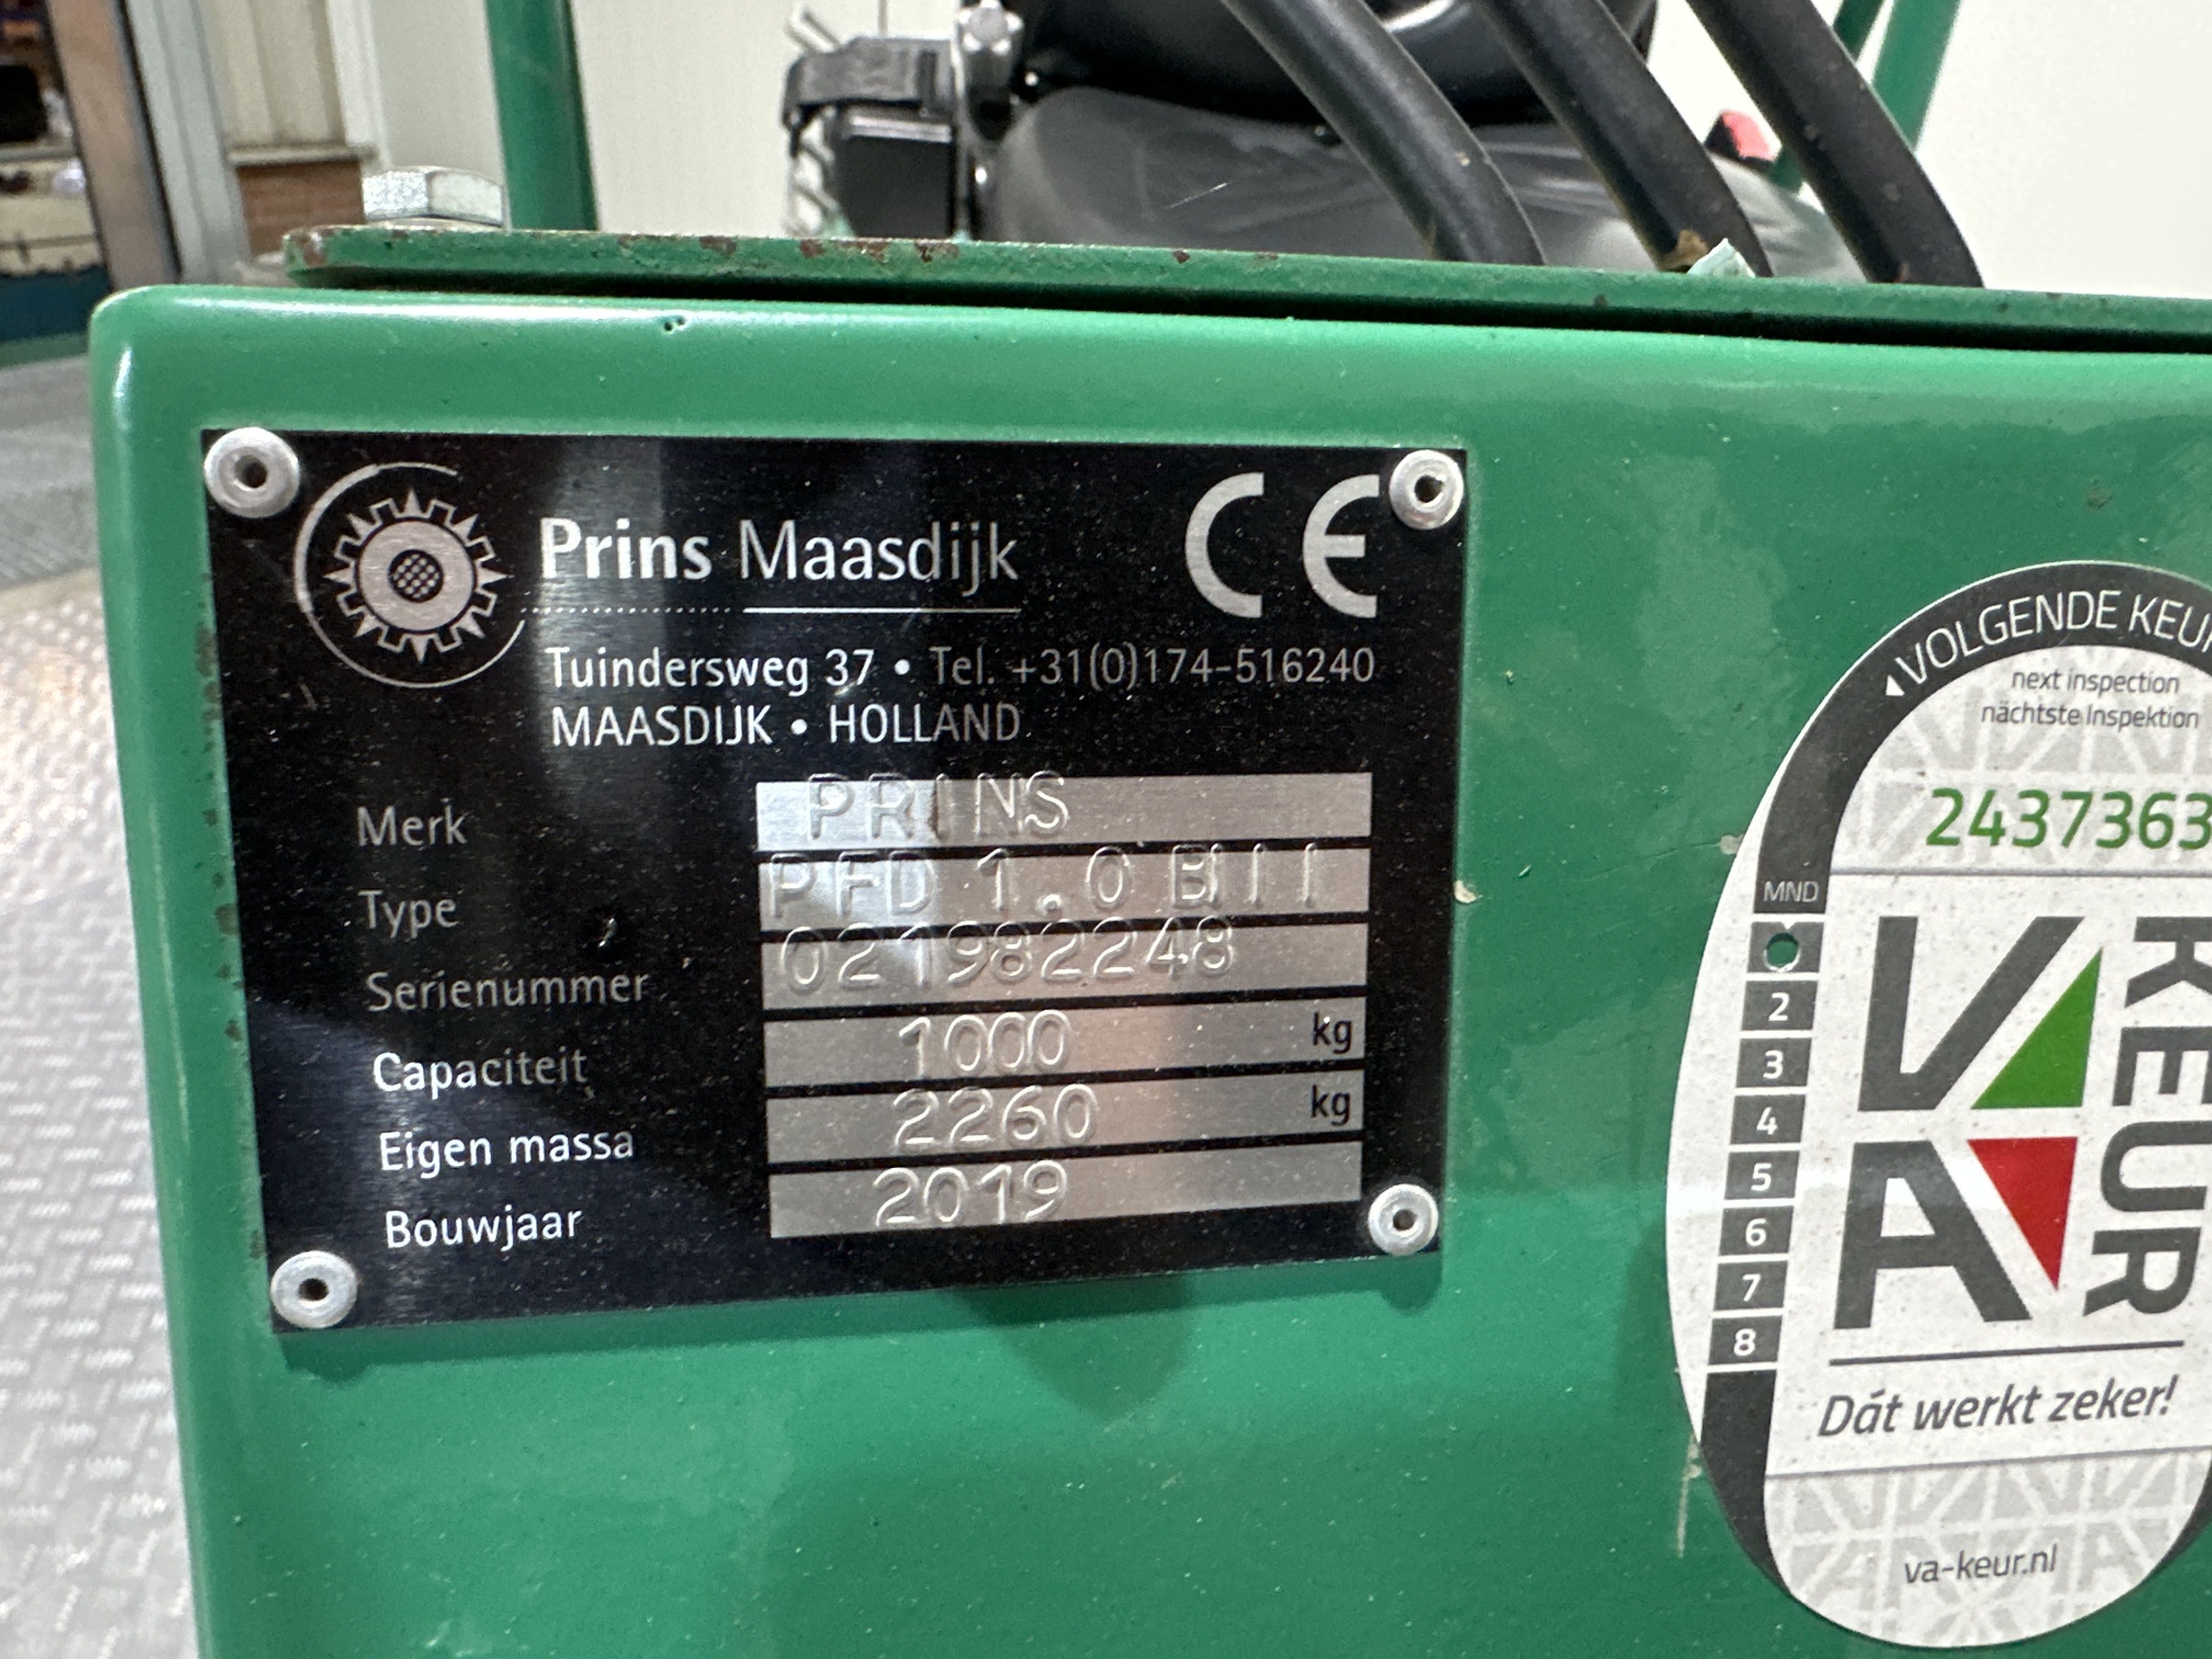 Prins Maasdijk
CE
Tuindersweg 37 • Tel. +31(0)174-516240
MAASDIJK • HOLLAND
Merk PRINS
Type PFD 1.0 BIII
Serienummer 021982248
Capaciteit 1000 kg
Eigen massa 2260 kg
Bouwjaar 2019
VOLGENDE
next inspection
nächtste Inspektion
2437363
MND
2
3
4
5
6
7
8
VA
KEUR
Dát werkt zeker!
va-keur.nl